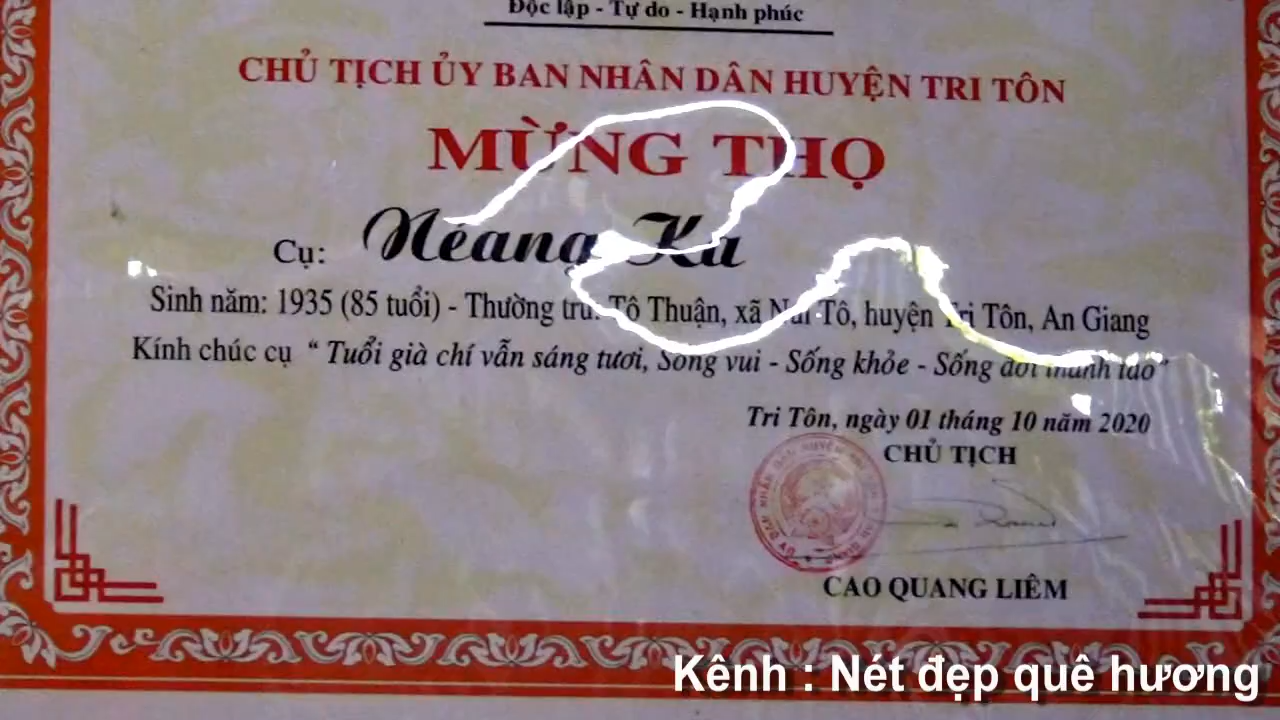 Độc lập - Tự do - Hạnh phúc
CHỦ TỊCH ỦY BAN NHÂN DÂN HUYỆN TRI TÔN
MỪNG THỌ
Cụ: Néang Ka
Sinh năm: 1935 (85 tuổi) - Thường trú: Tô Thuận, xã Núi Tô, huyện Tri Tôn, An Giang
Kính chúc cụ “ Tuổi già chí vẫn sáng tươi, Sống vui - Sống khỏe - Sống đời thanh tao”
Tri Tôn, ngày 01 tháng 10 năm 2020
CHỦ TỊCH
CAO QUANG LIÊM
Kênh : Nét đẹp quê hương